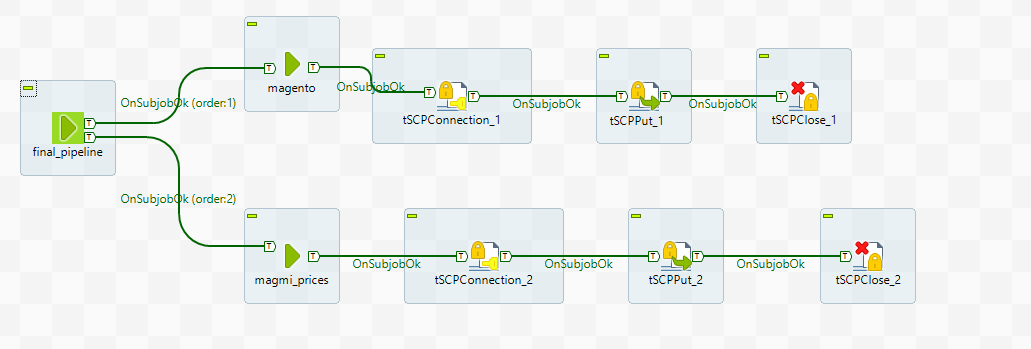 OnSubjobOk (order:1)
final_pipeline
OnSubjobOk (order:2)
T
T
T
T
magento
OnSubjobOk
T
T
tSCPConnection_1
OnSubjobOk
T
T
tSCPPut_1
OnSubjobOk
T
tSCPClose_1
T
T
magmi_prices
OnSubjobOk
T
T
tSCPConnection_2
OnSubjobOk
T
T
tSCPPut_2
OnSubjobOk
T
tSCPClose_2